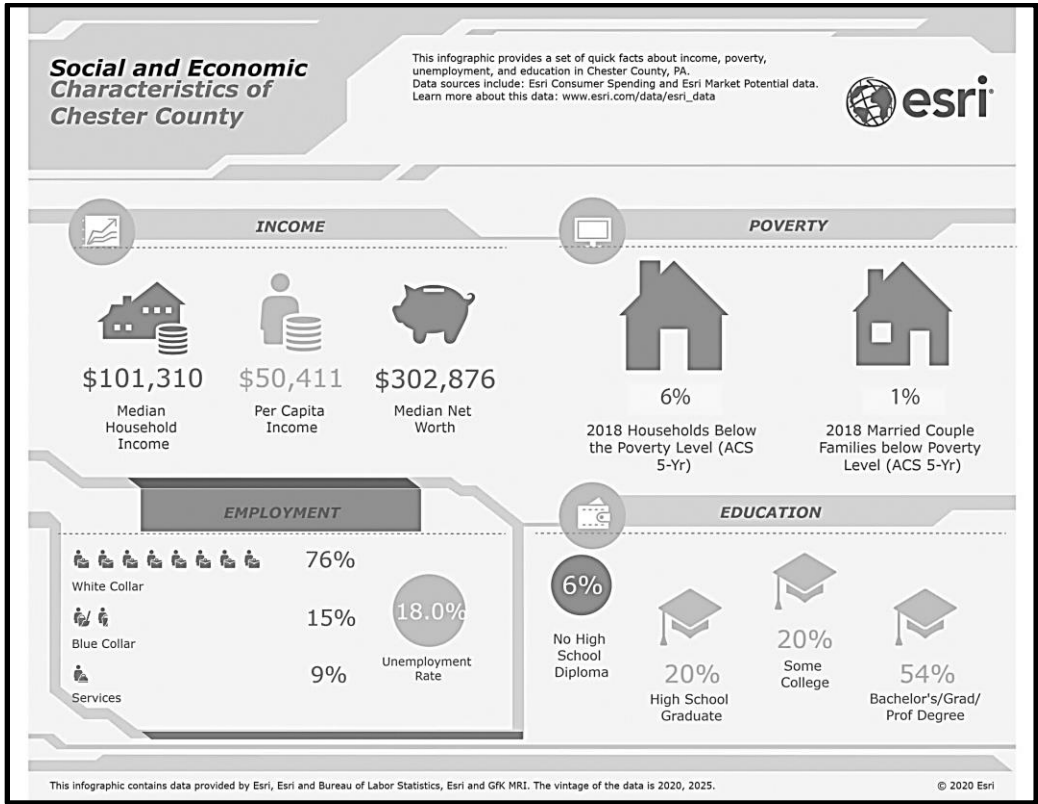 Social and Economic
Characteristics of
Chester County
This infographic provides a set of quick facts about income, poverty,
unemployment, and education in Chester County, PA.
Data sources include: Esri Consumer Spending and Esri Market Potential data.
Learn more about this data: www.esri.com/data/esri_data
esri
INCOME
$101,310
Median
Household
Income
$50,411
Per Capita
Income
$302,876
Median Net
Worth
POVERTY
6%
2018 Households Below
the Poverty Level (ACS
5-Yr)
1%
2018 Married Couple
Families below Poverty
Level (ACS 5-Yr)
EMPLOYMENT
76%
White Collar
15%
Blue Collar
9%
Services
18.0%
Unemployment
Rate
EDUCATION
6%
No High
School
Diploma
20%
High School
Graduate
20%
Some
College
54%
Bachelor's/Grad/
Prof Degree
This infographic contains data provided by Esri, Esri and Bureau of Labor Statistics, Esri and GfK MRI. The vintage of the data is 2020, 2025.
© 2020 Esri